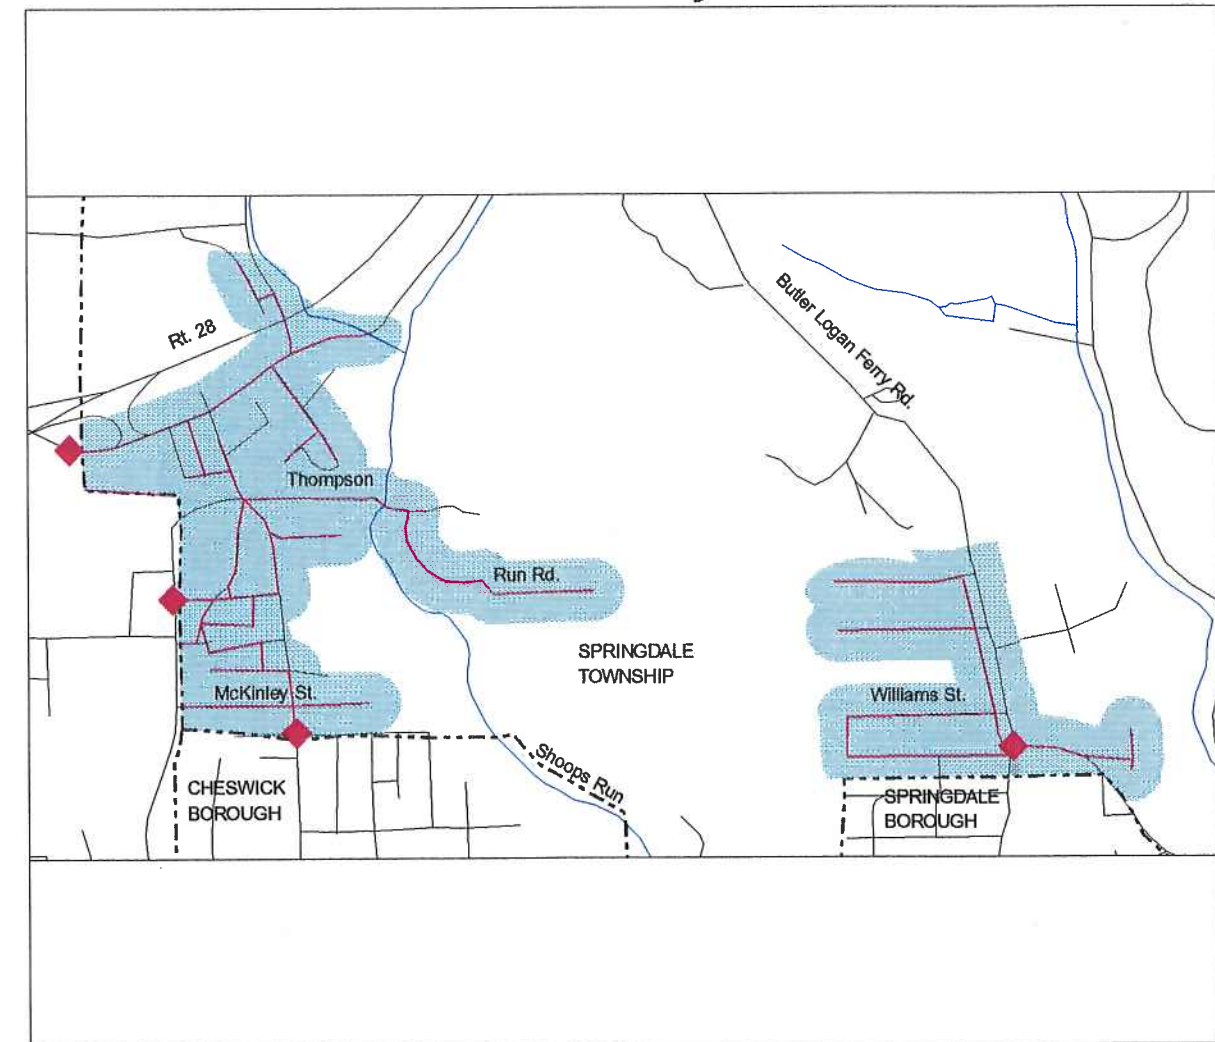 Rt. 28
Butler Logan Ferry Rd.
Thompson
Run Rd.
SPRINGDALE
TOWNSHIP
McKinley St.
Williams St.
Shoops Run
CHESWICK
BOROUGH
SPRINGDALE
BOROUGH